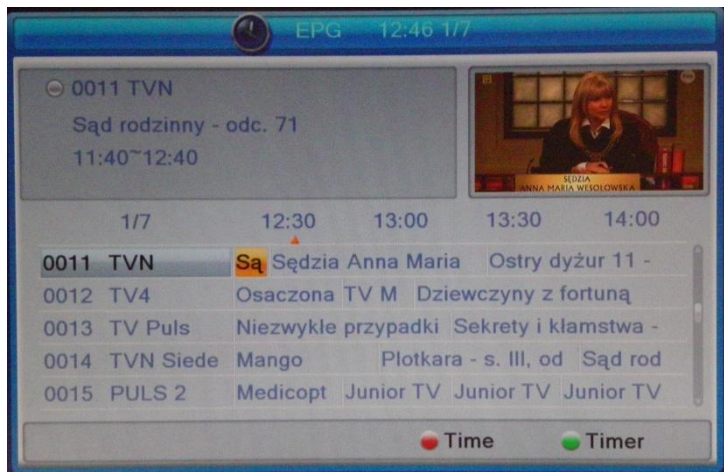 EPG 12:46 1/7
0011 TVN
Sąd rodzinny - odc. 71
11:40~12:40
SĘDZIA
ANNA MARIA WESOŁOWSKA
1/7 12:30 13:00 13:30 14:00
0011 TVN Są Sędzia Anna Maria Ostry dyżur 11 -
0012 TV4 Osaczona TV M Dziewczyny z fortuną
0013 TV Puls Niezwykłe przypadki Sekrety i kłamstwa -
0014 TVN Siede Mango Plotkara - s. III, od Sąd rod
0015 PULS 2 Medicopt Junior TV Junior TV Junior TV
Time Timer